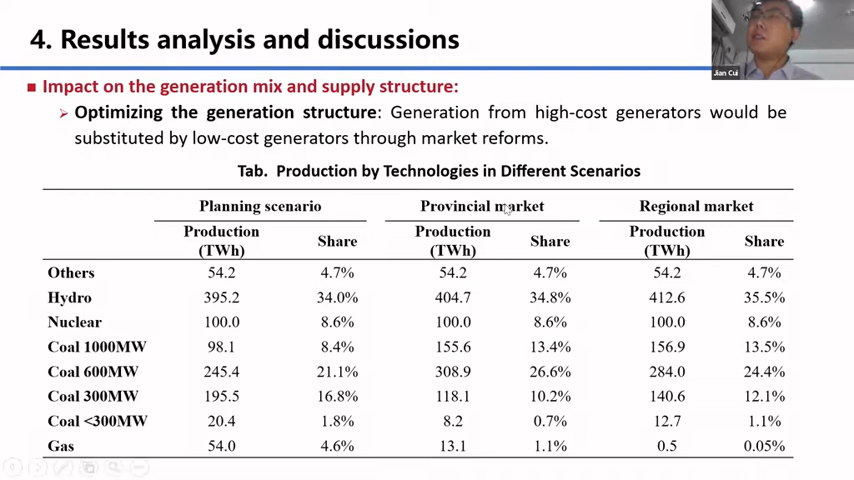 4. Results analysis and discussions
Jian Cui
Impact on the generation mix and supply structure:
Optimizing the generation structure: Generation from high-cost generators would be
substituted by low-cost generators through market reforms.
Tab. Production by Technologies in Different Scenarios
Planning scenario Provincial market Regional market
Production (TWh) Share Production (TWh) Share Production (TWh) Share
Others 54.2 4.7% 54.2 4.7% 54.2 4.7%
Hydro 395.2 34.0% 404.7 34.8% 412.6 35.5%
Nuclear 100.0 8.6% 100.0 8.6% 100.0 8.6%
Coal 1000MW 98.1 8.4% 155.6 13.4% 156.9 13.5%
Coal 600MW 245.4 21.1% 308.9 26.6% 284.0 24.4%
Coal 300MW 195.5 16.8% 118.1 10.2% 140.6 12.1%
Coal <300MW 20.4 1.8% 8.2 0.7% 12.7 1.1%
Gas 54.0 4.6% 13.1 1.1% 0.5 0.05%